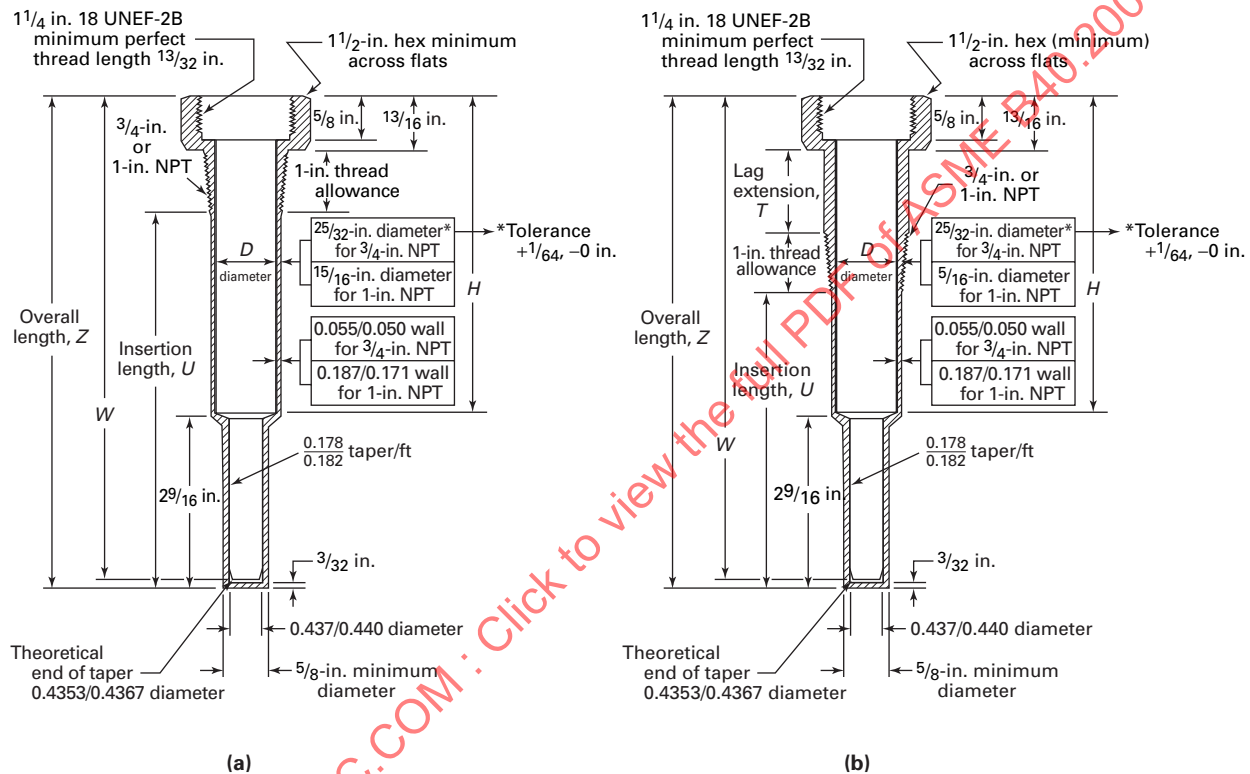 1 1/4 in. 18 UNEF-2B
minimum perfect
thread length 13/32 in.
1 1/2-in. hex minimum
across flats
5/8 in.
13/16 in.
3/4-in.
or
1-in. NPT
1-in. thread
allowance
25/32-in. diameter*
for 3/4-in. NPT
15/16-in. diameter
for 1-in. NPT
*Tolerance
+1/64, −0 in.
D
diameter
H
Overall
length, Z
Insertion
length, U
0.055/0.050 wall
for 3/4-in. NPT
0.187/0.171 wall
for 1-in. NPT
W
0.178
0.182 taper/ft
2 9/16 in.
3/32 in.
0.437/0.440 diameter
Theoretical
end of taper
0.4353/0.4367 diameter
5/8-in. minimum
diameter
(a)
1 1/4 in. 18 UNEF-2B
minimum perfect
thread length 13/32 in.
1 1/2-in. hex (minimum)
across flats
5/8 in.
13/16 in.
Lag
extension,
T
3/4-in. or
1-in. NPT
1-in. thread
allowance
25/32-in. diameter*
for 3/4-in. NPT
5/16-in. diameter
for 1-in. NPT
*Tolerance
+1/64, −0 in.
D
diameter
H
Overall
length, Z
Insertion
length, U
0.055/0.050 wall
for 3/4-in. NPT
0.187/0.171 wall
for 1-in. NPT
W
0.178
0.182 taper/ft
2 9/16 in.
3/32 in.
0.437/0.440 diameter
Theoretical
end of taper
0.4353/0.4367 diameter
5/8-in. minimum
diameter
(b)
C.COM : Click to view the full PDF of ASME B40.200